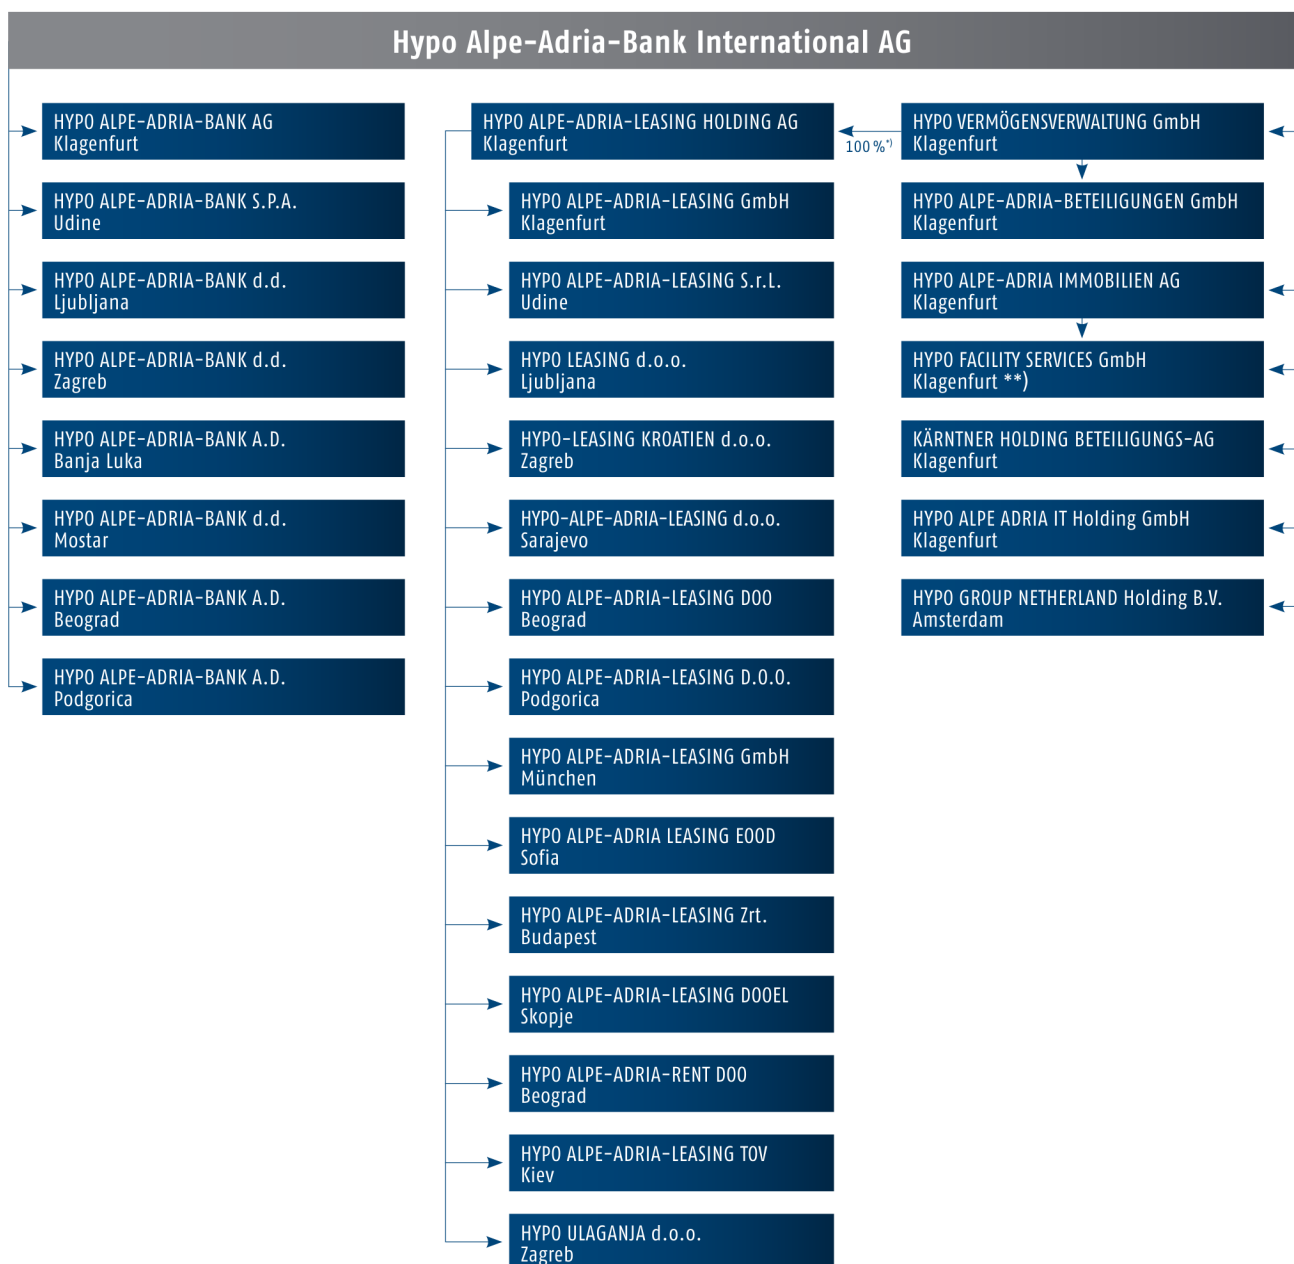 Hypo Alpe-Adria-Bank International AG
HYPO ALPE-ADRIA-BANK AG
Klagenfurt
HYPO ALPE-ADRIA-BANK S.P.A.
Udine
HYPO ALPE-ADRIA-BANK d.d.
Ljubljana
HYPO ALPE-ADRIA-BANK d.d.
Zagreb
HYPO ALPE-ADRIA-BANK A.D.
Banja Luka
HYPO ALPE-ADRIA-BANK d.d.
Mostar
HYPO ALPE-ADRIA-BANK A.D.
Beograd
HYPO ALPE-ADRIA-BANK A.D.
Podgorica
HYPO ALPE-ADRIA-LEASING HOLDING AG
Klagenfurt
HYPO ALPE-ADRIA-LEASING GmbH
Klagenfurt
HYPO ALPE-ADRIA-LEASING S.r.L.
Udine
HYPO LEASING d.o.o.
Ljubljana
HYPO-LEASING KROATIEN d.o.o.
Zagreb
HYPO-ALPE-ADRIA-LEASING d.o.o.
Sarajevo
HYPO ALPE-ADRIA-LEASING DOO
Beograd
HYPO ALPE-ADRIA-LEASING D.O.O.
Podgorica
HYPO ALPE-ADRIA-LEASING GmbH
München
HYPO ALPE-ADRIA LEASING EOOD
Sofia
HYPO ALPE-ADRIA-LEASING Zrt.
Budapest
HYPO ALPE-ADRIA-LEASING DOOEL
Skopje
HYPO ALPE-ADRIA-RENT DOO
Beograd
HYPO ALPE-ADRIA-LEASING TOV
Kiev
HYPO ULAGANJA d.o.o.
Zagreb
100 %*)
HYPO VERMÖGENSVERWALTUNG GmbH
Klagenfurt
HYPO ALPE-ADRIA-BETEILIGUNGEN GmbH
Klagenfurt
HYPO ALPE-ADRIA IMMOBILIEN AG
Klagenfurt
HYPO FACILITY SERVICES GmbH
Klagenfurt **)
KÄRNTNER HOLDING BETEILIGUNGS-AG
Klagenfurt
HYPO ALPE ADRIA IT Holding GmbH
Klagenfurt
HYPO GROUP NETHERLAND Holding B.V.
Amsterdam